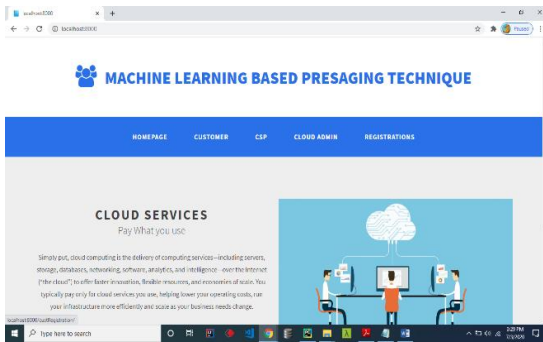 localhost:8000
localhost:8000
Paused
MACHINE LEARNING BASED PRESAGING TECHNIQUE
HOMEPAGE CUSTOMER CSP CLOUD ADMIN REGISTRATIONS
CLOUD SERVICES
Pay What you use
Simply put, cloud computing is the delivery of computing services—including servers,
storage, databases, networking, software, analytics, and intelligence—over the Internet
("the cloud") to offer faster innovation, flexible resources, and economies of scale. You
typically pay only for cloud services you use, helping lower your operating costs, run
your infrastructure more efficiently and scale as your business needs change.
Type here to search